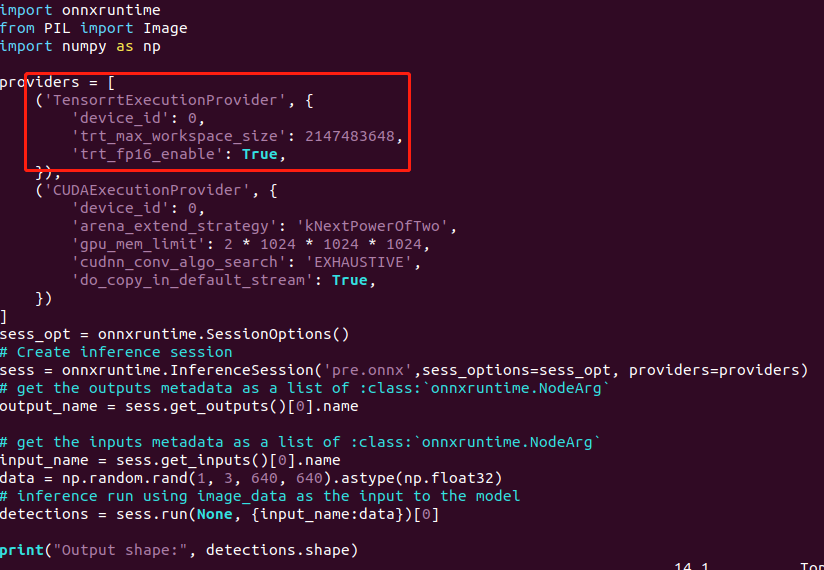 import onnxruntime
from PIL import Image
import numpy as np

providers = [
    ('TensorrtExecutionProvider', {
        'device_id': 0,
        'trt_max_workspace_size': 2147483648,
        'trt_fp16_enable': True,
    }),
    ('CUDAExecutionProvider', {
        'device_id': 0,
        'arena_extend_strategy': 'kNextPowerOfTwo',
        'gpu_mem_limit': 2 * 1024 * 1024 * 1024,
        'cudnn_conv_algo_search': 'EXHAUSTIVE',
        'do_copy_in_default_stream': True,
    })
]
sess_opt = onnxruntime.SessionOptions()
# Create inference session
sess = onnxruntime.InferenceSession('pre.onnx',sess_options=sess_opt, providers=providers)
# get the outputs metadata as a list of :class:`onnxruntime.NodeArg`
output_name = sess.get_outputs()[0].name

# get the inputs metadata as a list of :class:`onnxruntime.NodeArg`
input_name = sess.get_inputs()[0].name
data = np.random.rand(1, 3, 640, 640).astype(np.float32)
# inference run using image_data as the input to the model
detections = sess.run(None, {input_name:data})[0]

print("Output shape:", detections.shape)